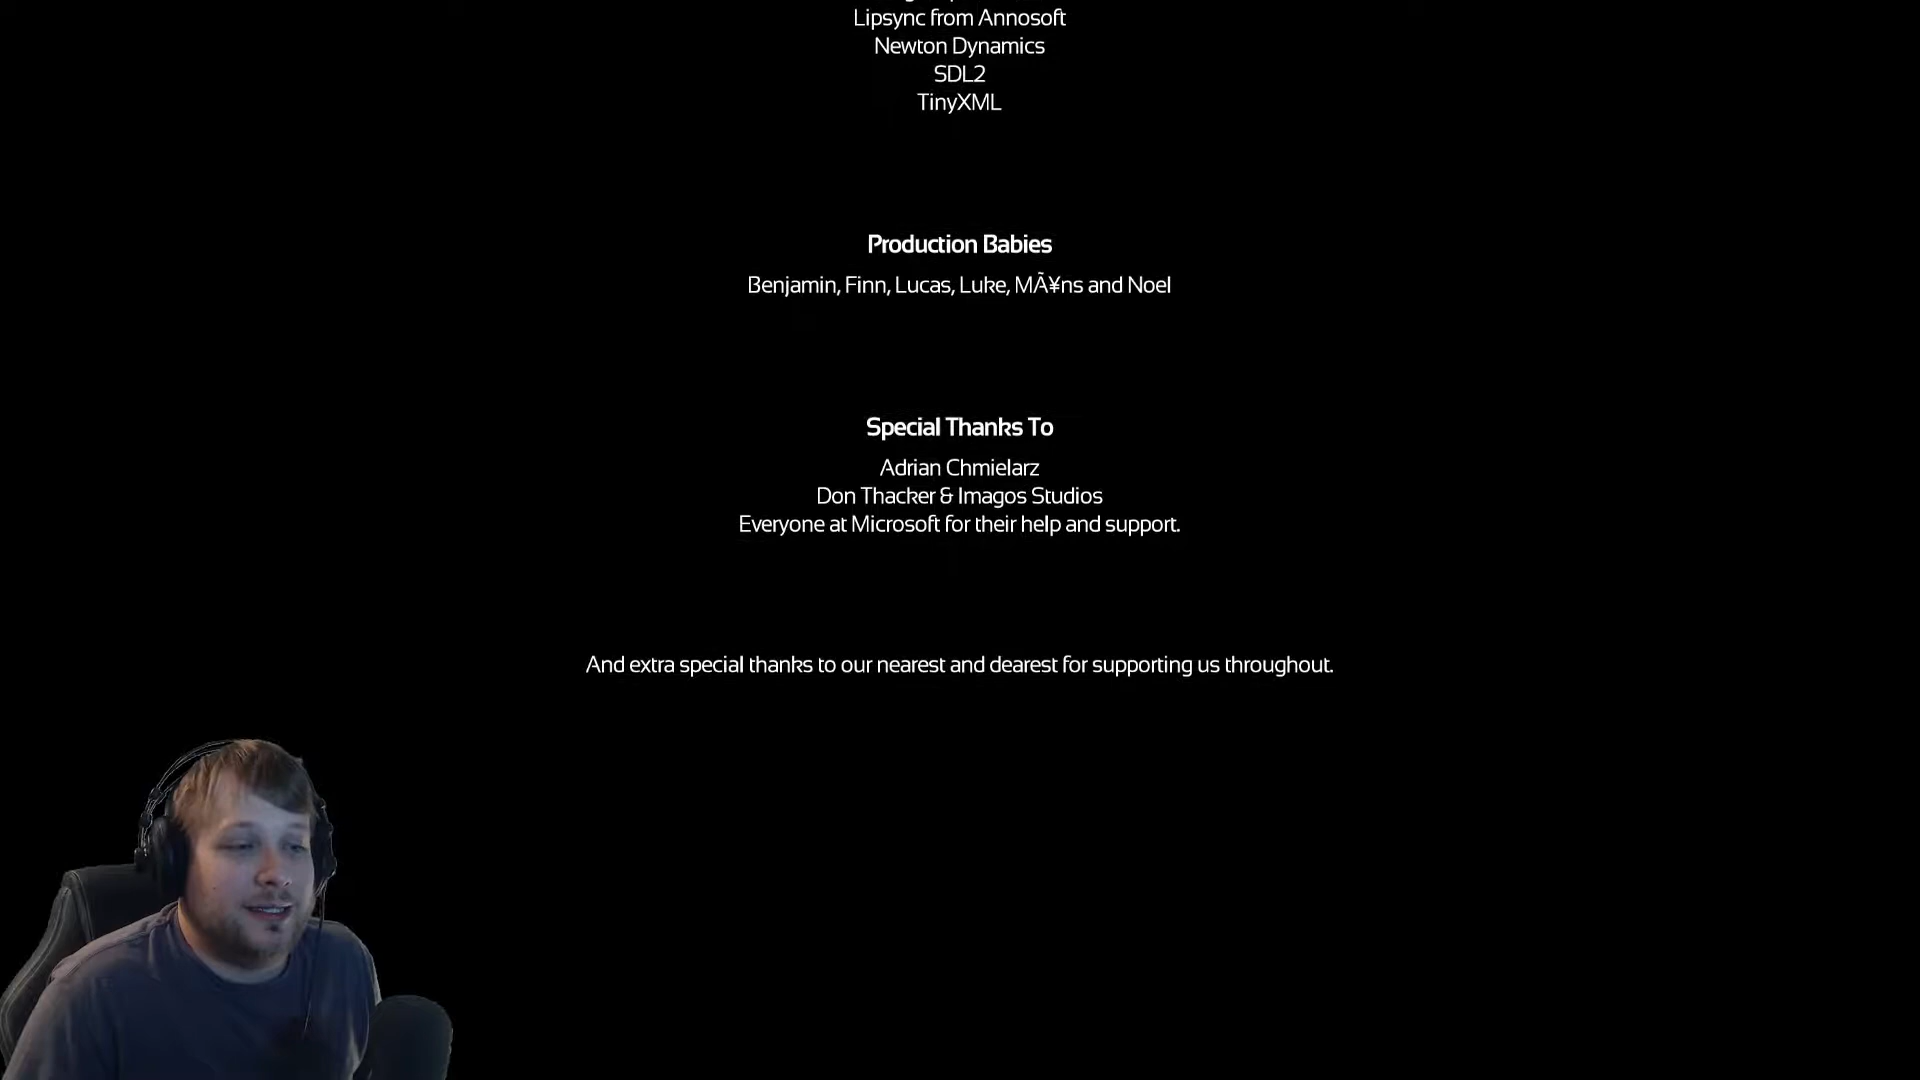 Lipsync from Annosoft
Newton Dynamics
SDL2
TinyXML
Production Babies
Benjamin, Finn, Lucas, Luke, MÃ¥ns and Noel
Special Thanks To
Adrian Chmielarz
Don Thacker & Imagos Studios
Everyone at Microsoft for their help and support.
And extra special thanks to our nearest and dearest for supporting us throughout.